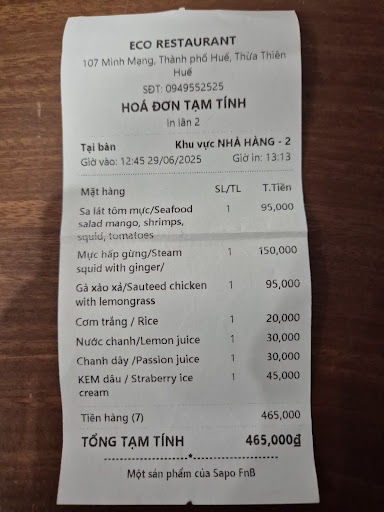 ECO RESTAURANT
107 Minh Mạng, Thành phố Huế, Thừa Thiên
Huế
SĐT: 0949552525
HOÁ ĐƠN TẠM TÍNH
In lần 2
Tại bàn Khu vực NHÀ HÀNG - 2
Giờ vào: 12:45 29/06/2025 Giờ in: 13:13
Mặt hàng SL/TL T.Tiền
Sa lát tôm mực/Seafood 1 95,000
salad mango, shrimps,
squid, tomatoes
Mực hấp gừng/Steam 1 150,000
squid with ginger/
Gà xào xả/Sauteed chicken 1 95,000
with lemongrass
Cơm trắng / Rice 1 20,000
Nước chanh/Lemon juice 1 30,000
Chanh dây /Passion juice 1 30,000
KEM dâu / Straberry ice 1 45,000
cream
Tiền hàng (7) 465,000
TỔNG TẠM TÍNH 465,000₫
Một sản phẩm của Sapo FnB